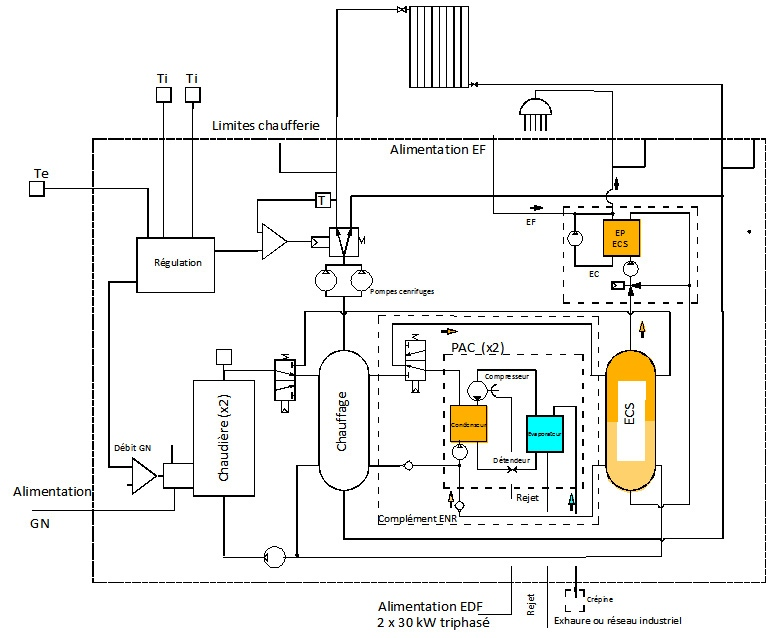 Ti Ti
Limites chaufferie
Alimentation EF
Te
T
EF
M
EP
ECS
Régulation
EC
Pompes cenrifuges
M
M
PAC (x2)
Compresseur
Chaudière (x2)
Chauffage
Condenseur
Evaporateur
ECS
Débit GN
Détendeur
Alimentation
GN
Rejet
Complément ENR
Alimentation EDF
2 x 30 kW triphasé
Rejet
Crépine
Exhaure ou réseau industriel